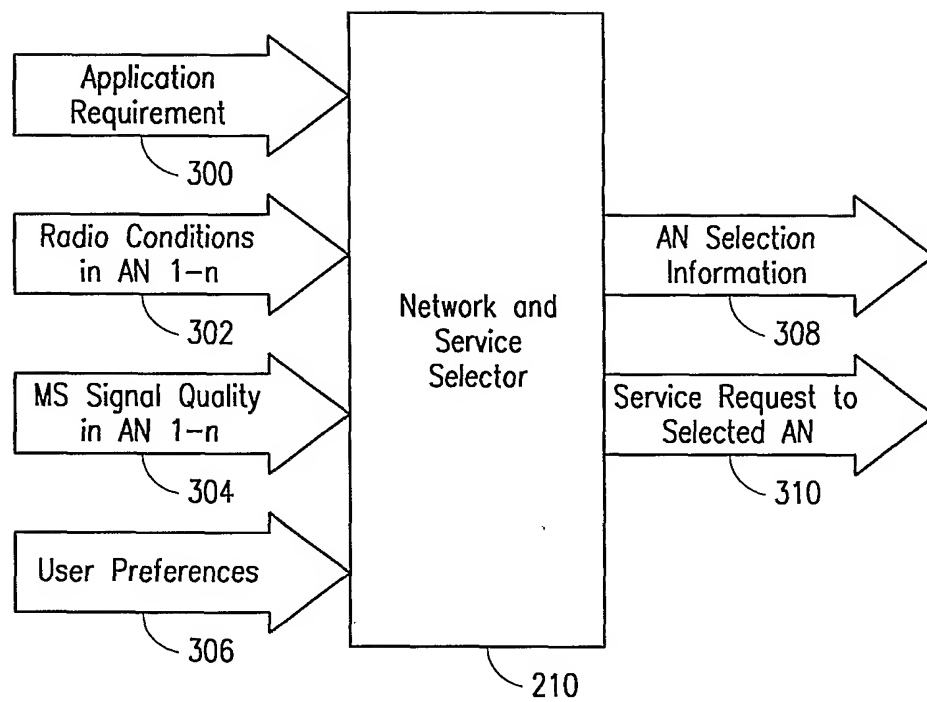 Application
Requirement
300
Radio Conditions
in AN 1-n
302
MS Signal Quality
in AN 1-n
304
User Preferences
306
Network and
Service
Selector
210
AN Selection
Information
308
Service Request to
Selected AN
310